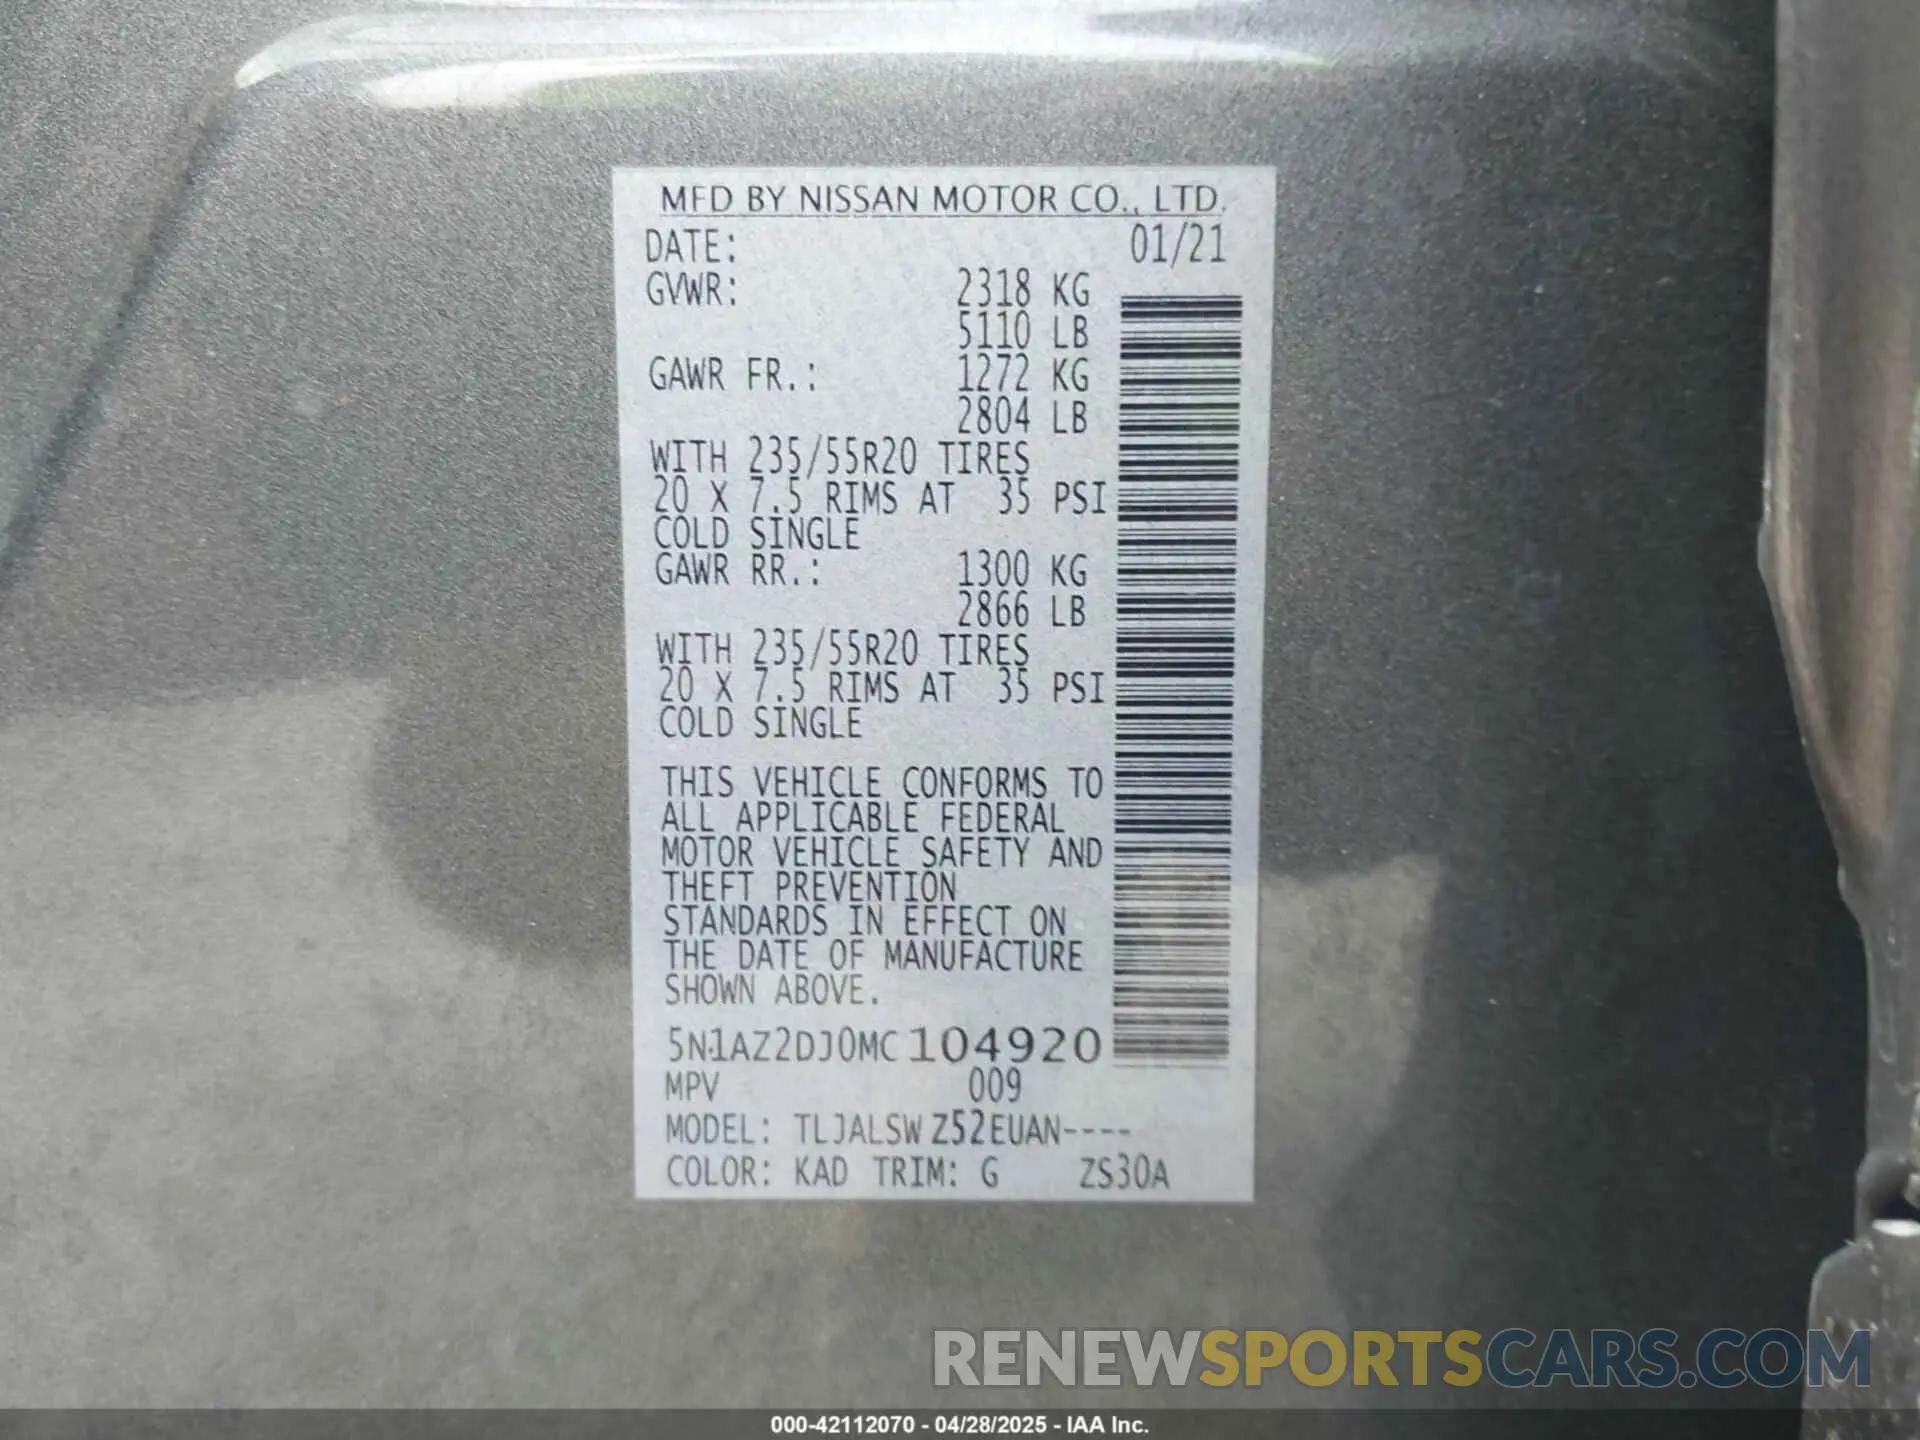 MFD BY NISSAN MOTOR CO., LTD.
DATE: 01/21
GVWR: 2318 KG
5110 LB
GAWR FR.: 1272 KG
2804 LB
WITH 235/55R20 TIRES
20 X 7.5 RIMS AT 35 PSI
COLD SINGLE
GAWR RR.: 1300 KG
2866 LB
WITH 235/55R20 TIRES
20 X 7.5 RIMS AT 35 PSI
COLD SINGLE
THIS VEHICLE CONFORMS TO
ALL APPLICABLE FEDERAL
MOTOR VEHICLE SAFETY AND
THEFT PREVENTION
STANDARDS IN EFFECT ON
THE DATE OF MANUFACTURE
SHOWN ABOVE.
5N1AZ2DJ0MC104920
MPV 009
MODEL: TLJALSW Z52EUAN----
COLOR: KAD TRIM: G ZS30A
RENEWSPORTSCARS.COM
000-42112070 - 04/28/2025 - IAA Inc.